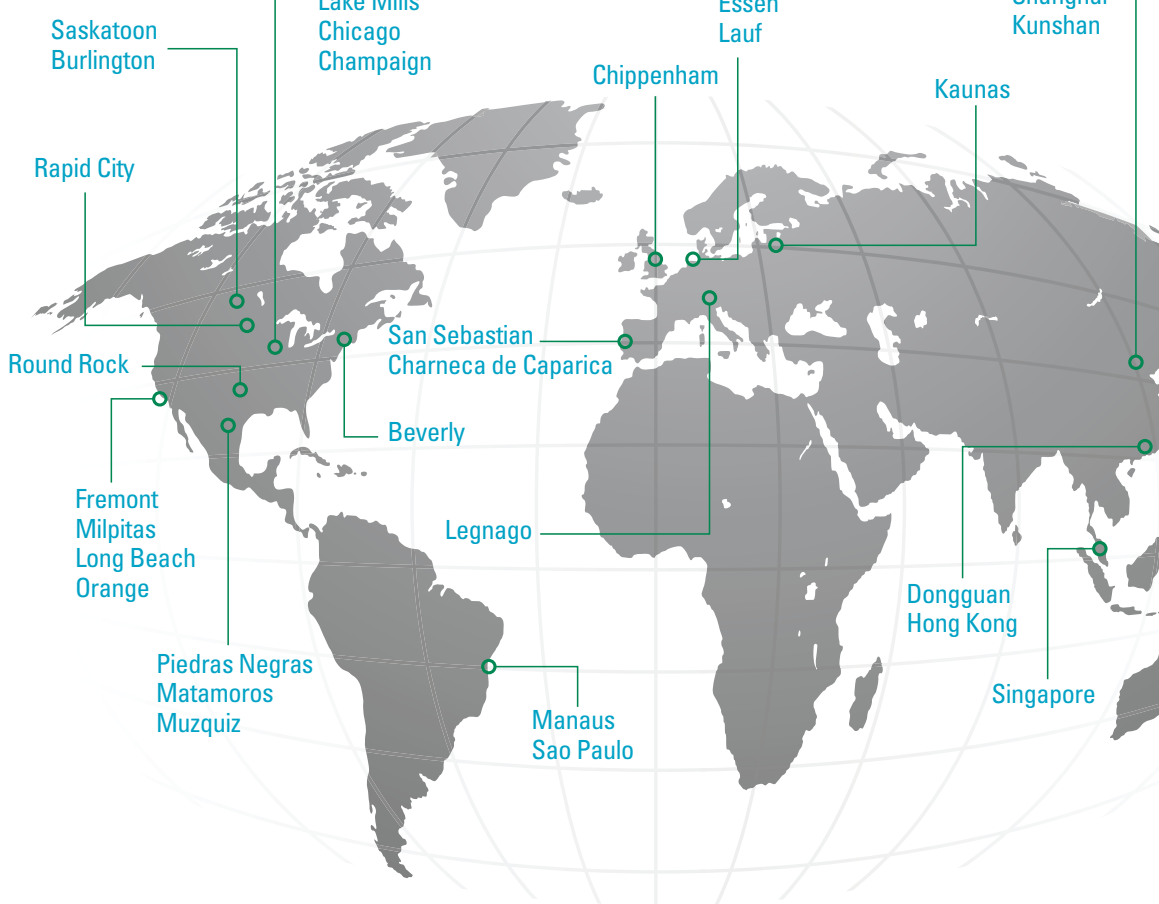 Lake Mills
Chicago
Champaign
Essen
Lauf
Shanghai
Kunshan
Saskatoon
Burlington
Chippenham
Kaunas
Rapid City
San Sebastian
Charneca de Caparica
Round Rock
Beverly
Fremont
Milpitas
Long Beach
Orange
Legnago
Dongguan
Hong Kong
Piedras Negras
Matamoros
Muzquiz
Manaus
Sao Paulo
Singapore